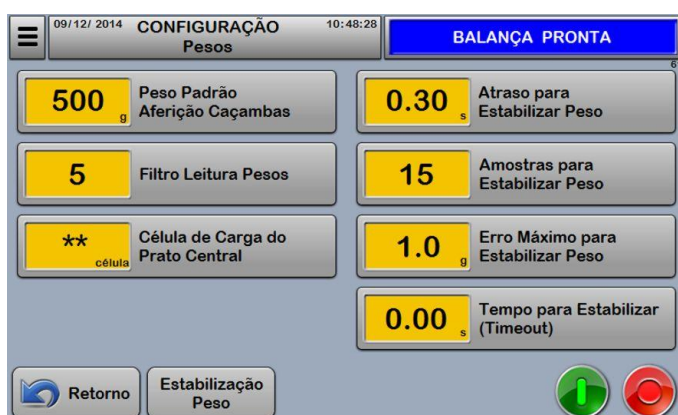 09/12/ 2014
CONFIGURAÇÃO
10:48:28
Pesos
BALANÇA PRONTA
6
500 g
Peso Padrão
Aferição Caçambas
0.30 s
Atraso para
Estabilizar Peso
5
Filtro Leitura Pesos
15
Amostras para
Estabilizar Peso
** célula
Célula de Carga do
Prato Central
1.0 g
Erro Máximo para
Estabilizar Peso
0.00 s
Tempo para Estabilizar
(Timeout)
Retorno
Estabilização
Peso